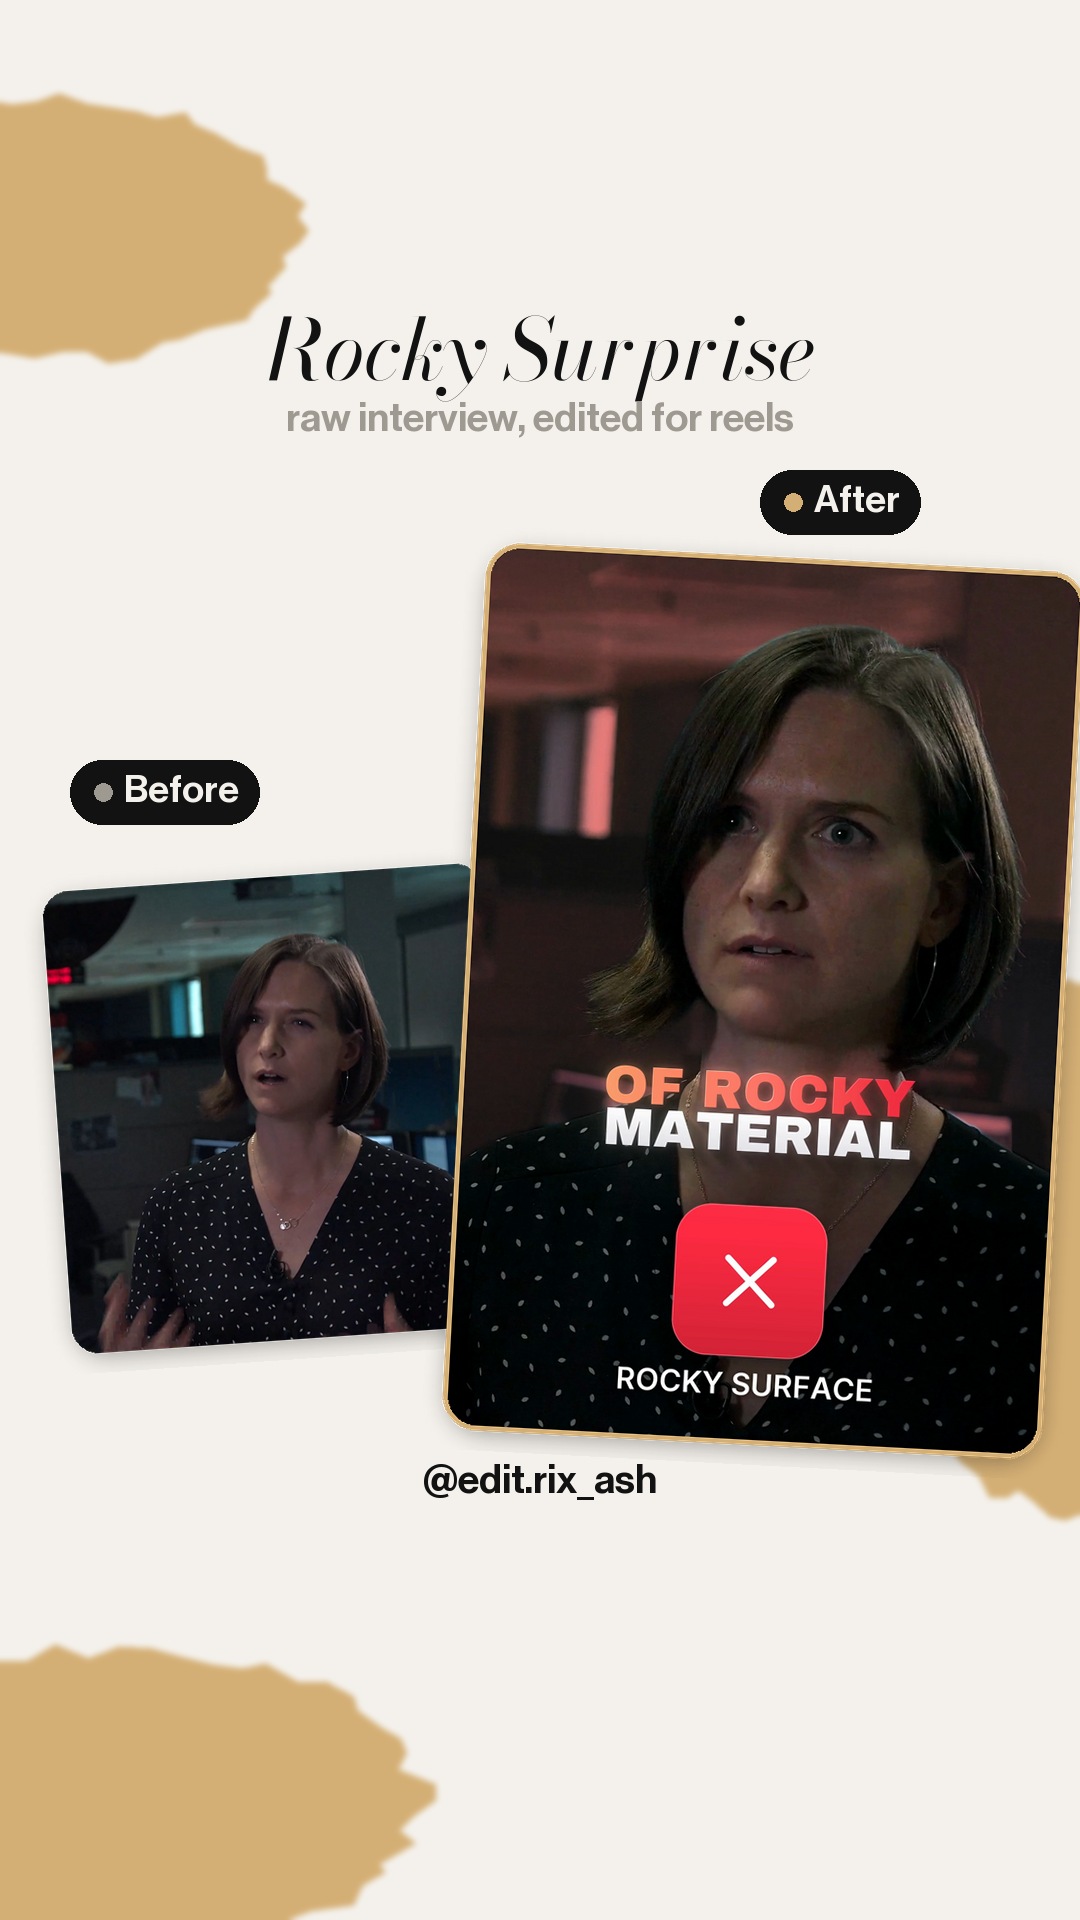 Rocky Surprise
raw interview, edited for reels
After
Before
OF ROCKY
MATERIAL
ROCKY SURFACE
@edit.rix_ash